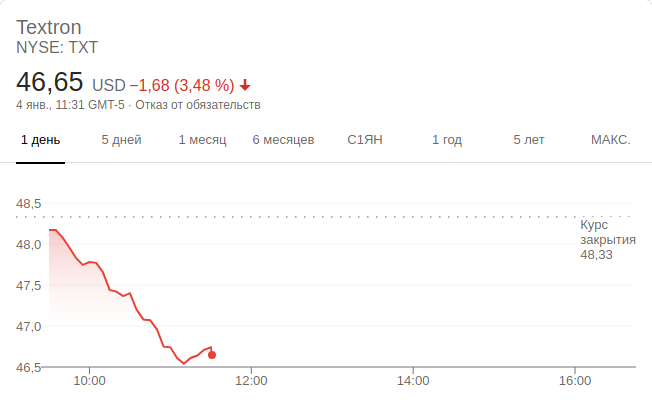 Textron
NYSE: TXT
46,65 USD −1,68 (3,48 %)
4 янв., 11:31 GMT-5 · Отказ от обязательств
1 день 5 дней 1 месяц 6 месяцев С1ЯН 1 год 5 лет МАКС.
48,5
Курс
закрытия
48,33
48,0
47,5
47,0
46,5
10:00 12:00 14:00 16:00